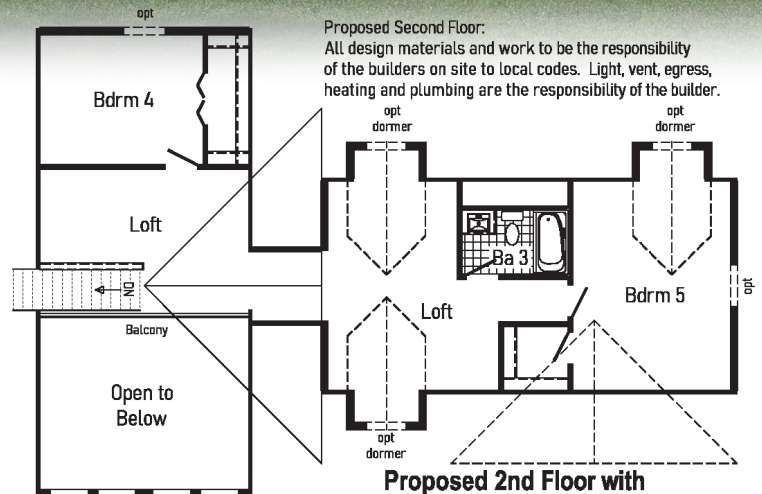 opt
Proposed Second Floor:
All design materials and work to be the responsibility
of the builders on site to local codes. Light, vent, egress,
heating and plumbing are the responsibility of the builder.
Bdrm 4
opt
dormer
opt
dormer
Loft
Ba 3
DN
Bdrm 5
opt
Loft
Balcony
Open to
Below
opt
dormer
Proposed 2nd Floor with